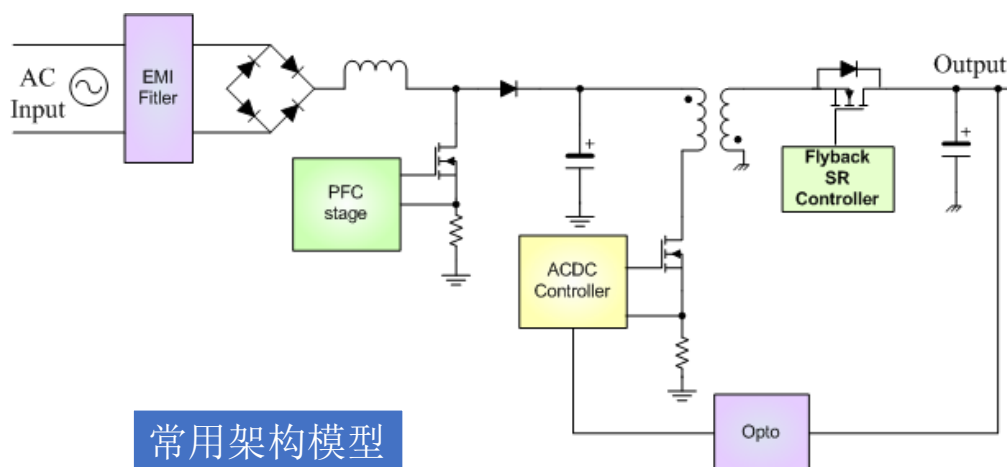 AC
Input
EMI
Fitler
PFC
stage
+
ACDC
Controller
Flyback
SR
Controller
Output
+
Opto
常用架构模型